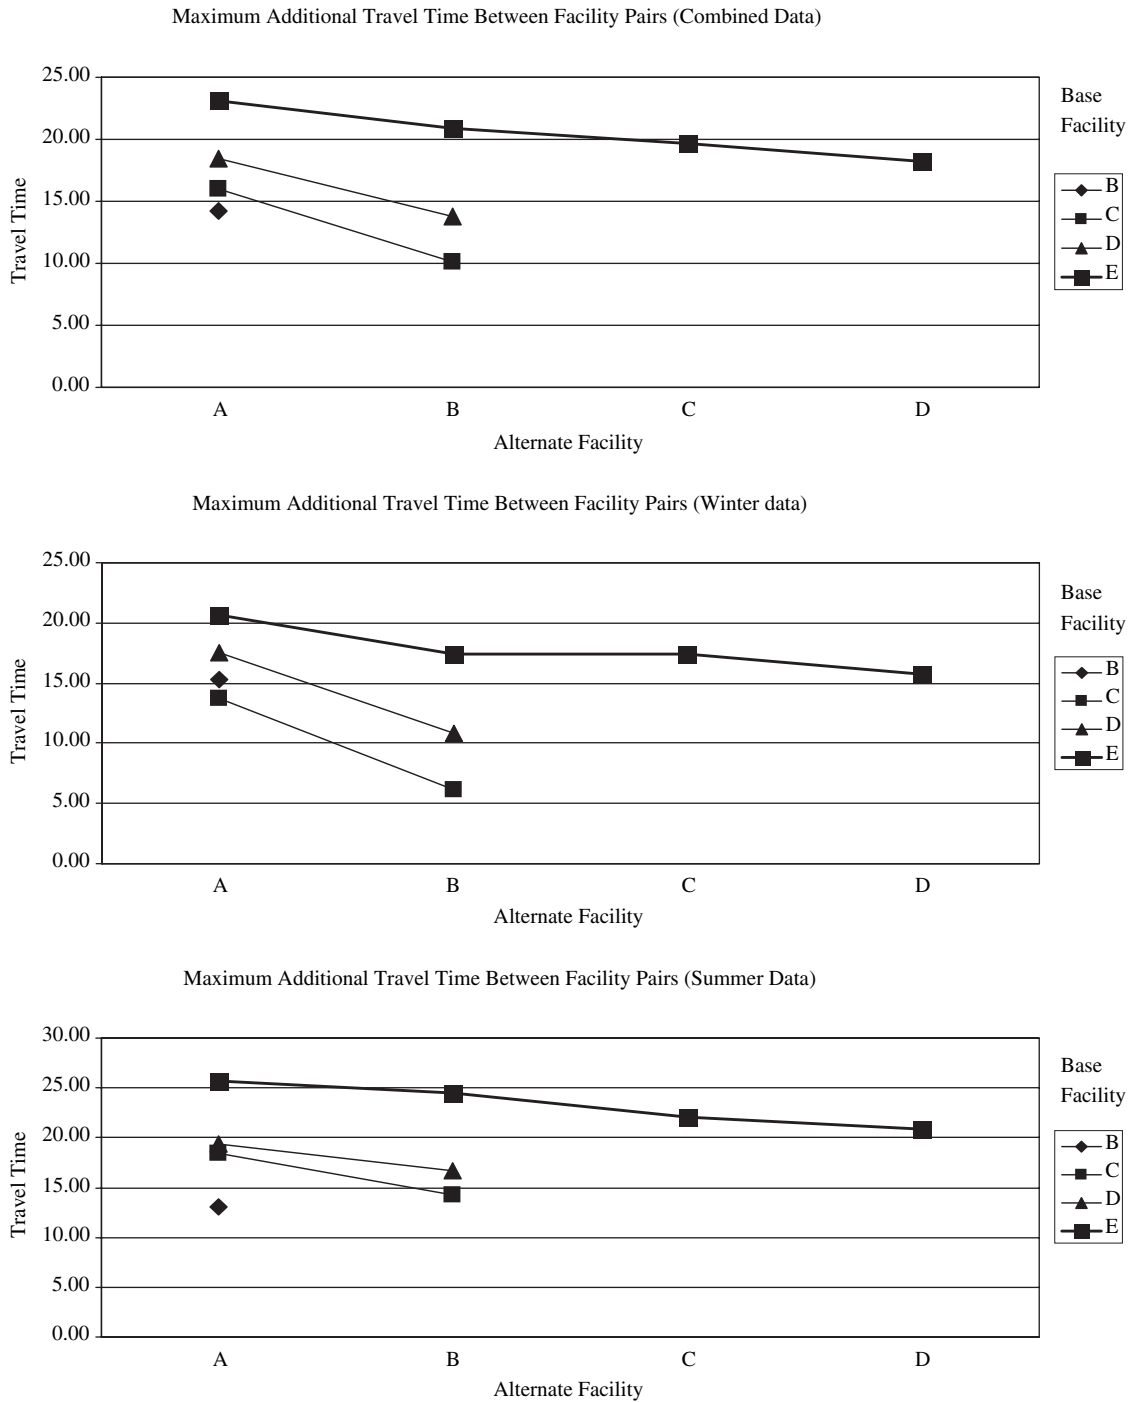 Maximum Additional Travel Time Between Facility Pairs (Combined Data)
25.00
20.00
15.00
10.00
5.00
0.00
Travel Time
A B C D
Alternate Facility
Base
Facility
B
C
D
E
Maximum Additional Travel Time Between Facility Pairs (Winter data)
25.00
20.00
15.00
10.00
5.00
0.00
Travel Time
A B C D
Alternate Facility
Base
Facility
B
C
D
E
Maximum Additional Travel Time Between Facility Pairs (Summer Data)
30.00
25.00
20.00
15.00
10.00
5.00
0.00
Travel Time
A B C D
Alternate Facility
Base
Facility
B
C
D
E